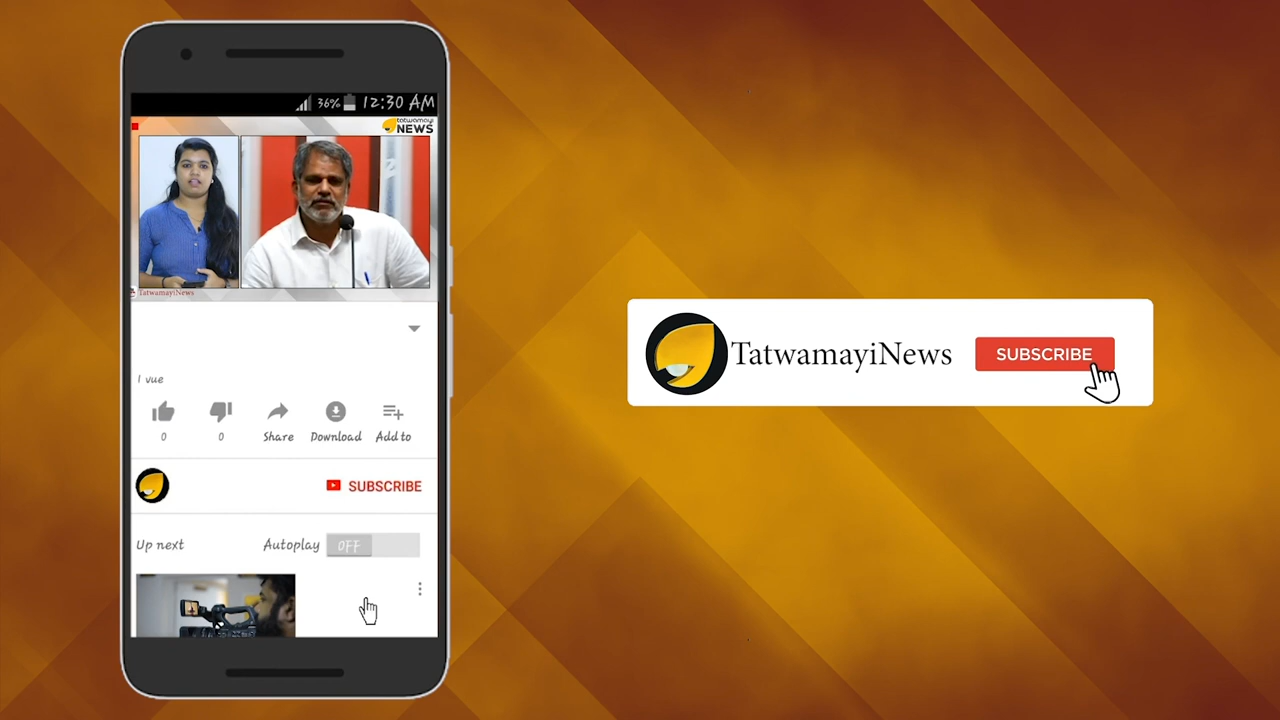 36% 12:30 AM
tatwamayi
NEWS
TatwamayiNews
1 vue
0 0 Share Download Add to
SUBSCRIBE
Up next Autoplay OFF
TatwamayiNews SUBSCRIBE